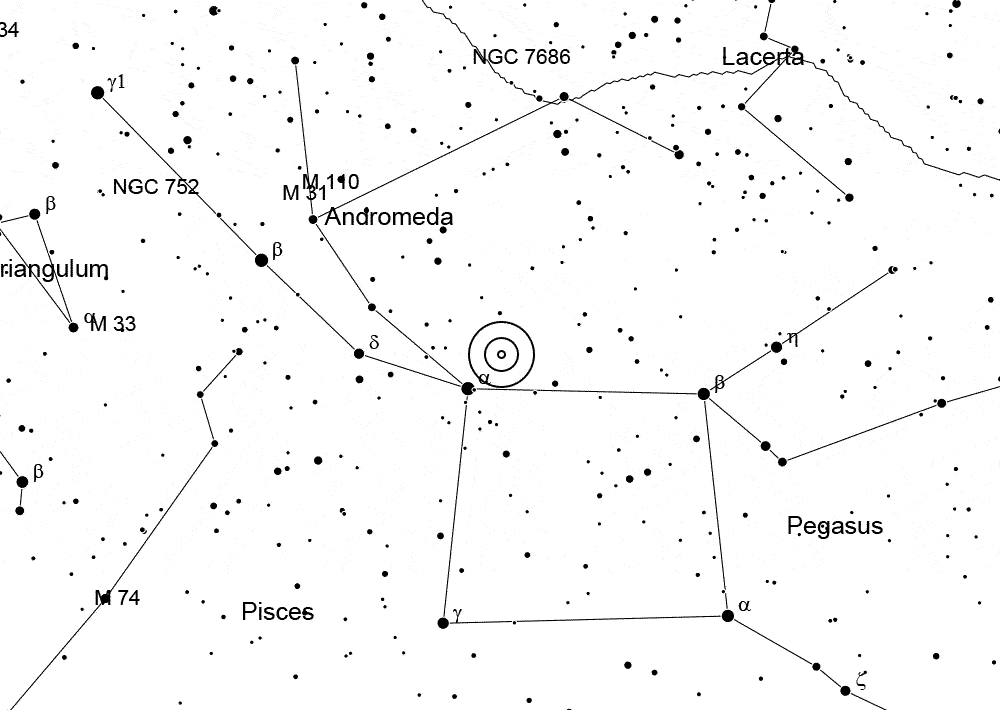 34
NGC 7686
Lacerta
γ1
M 110
NGC 752
M 31
β
Andromeda
β
riangulum
α
M 33
η
δ
α
β
β
Pegasus
M 74
Pisces
γ
α
ζ